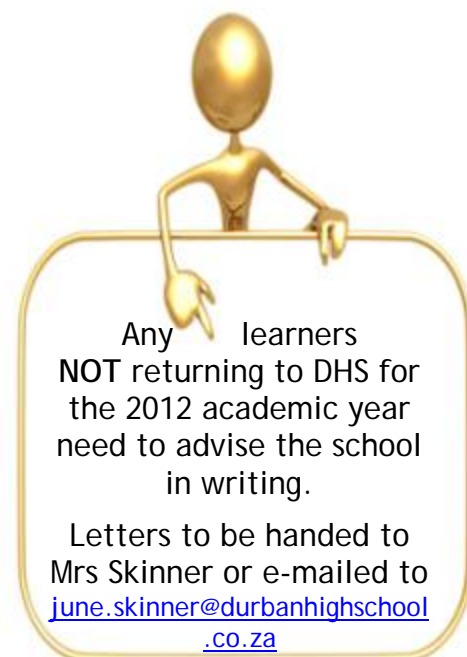 Any learners
NOT returning to DHS for
the 2012 academic year
need to advise the school
in writing.
Letters to be handed to
Mrs Skinner or e-mailed to
june.skinner@durbanhighschool
.co.za